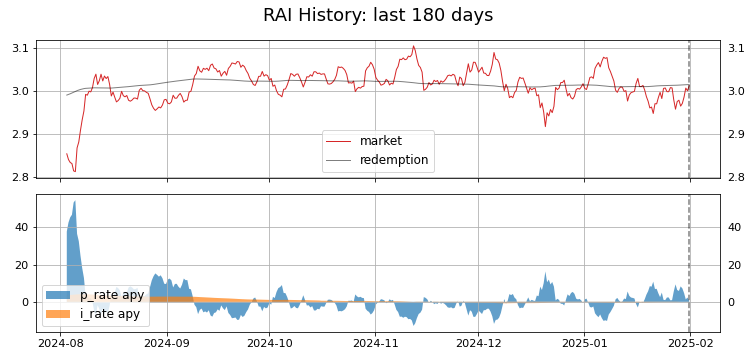 RAI History: last 180 days
3.1 3.1
3.0 3.0
2.9 2.9
2.8 2.8
market
redemption
40 40
20 20
0 0
p_rate apy
i_rate apy
2024-08 2024-09 2024-10 2024-11 2024-12 2025-01 2025-02